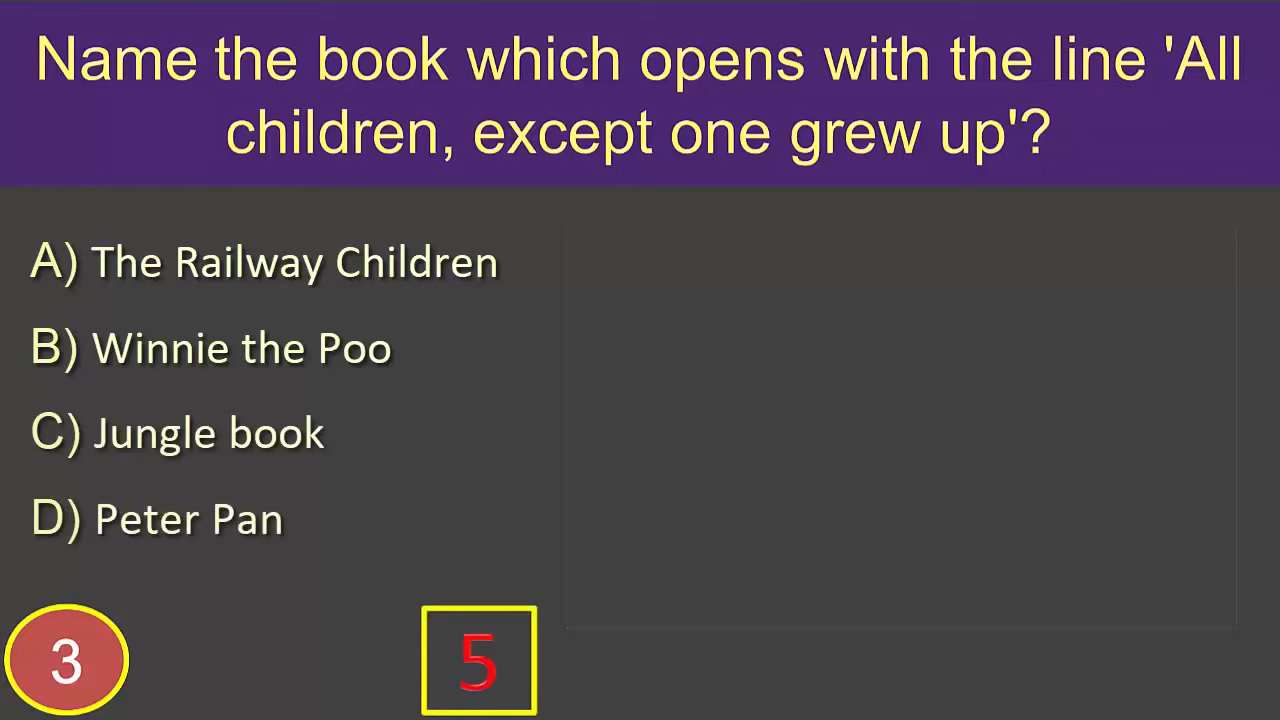 Name the book which opens with the line 'All
children, except one grew up'?
A) The Railway Children
B) Winnie the Poo
C) Jungle book
D) Peter Pan
3
5